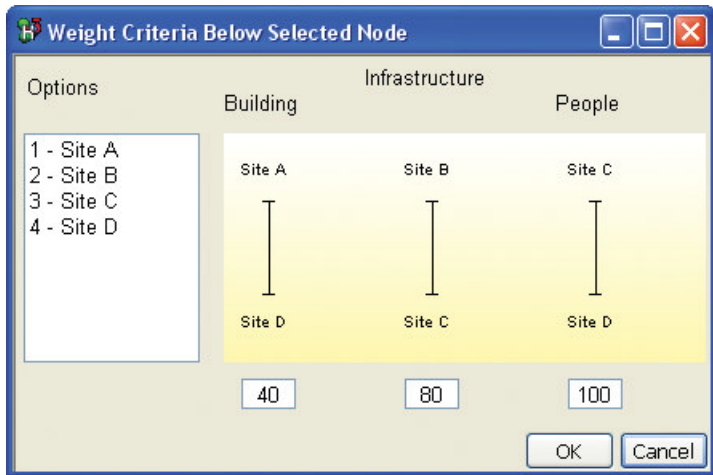 Weight Criteria Below Selected Node
Options
Infrastructure
Building
People
1 - Site A
2 - Site B
3 - Site C
4 - Site D
Site A
Site B
Site C
Site D
Site C
Site D
40
80
100
OK
Cancel